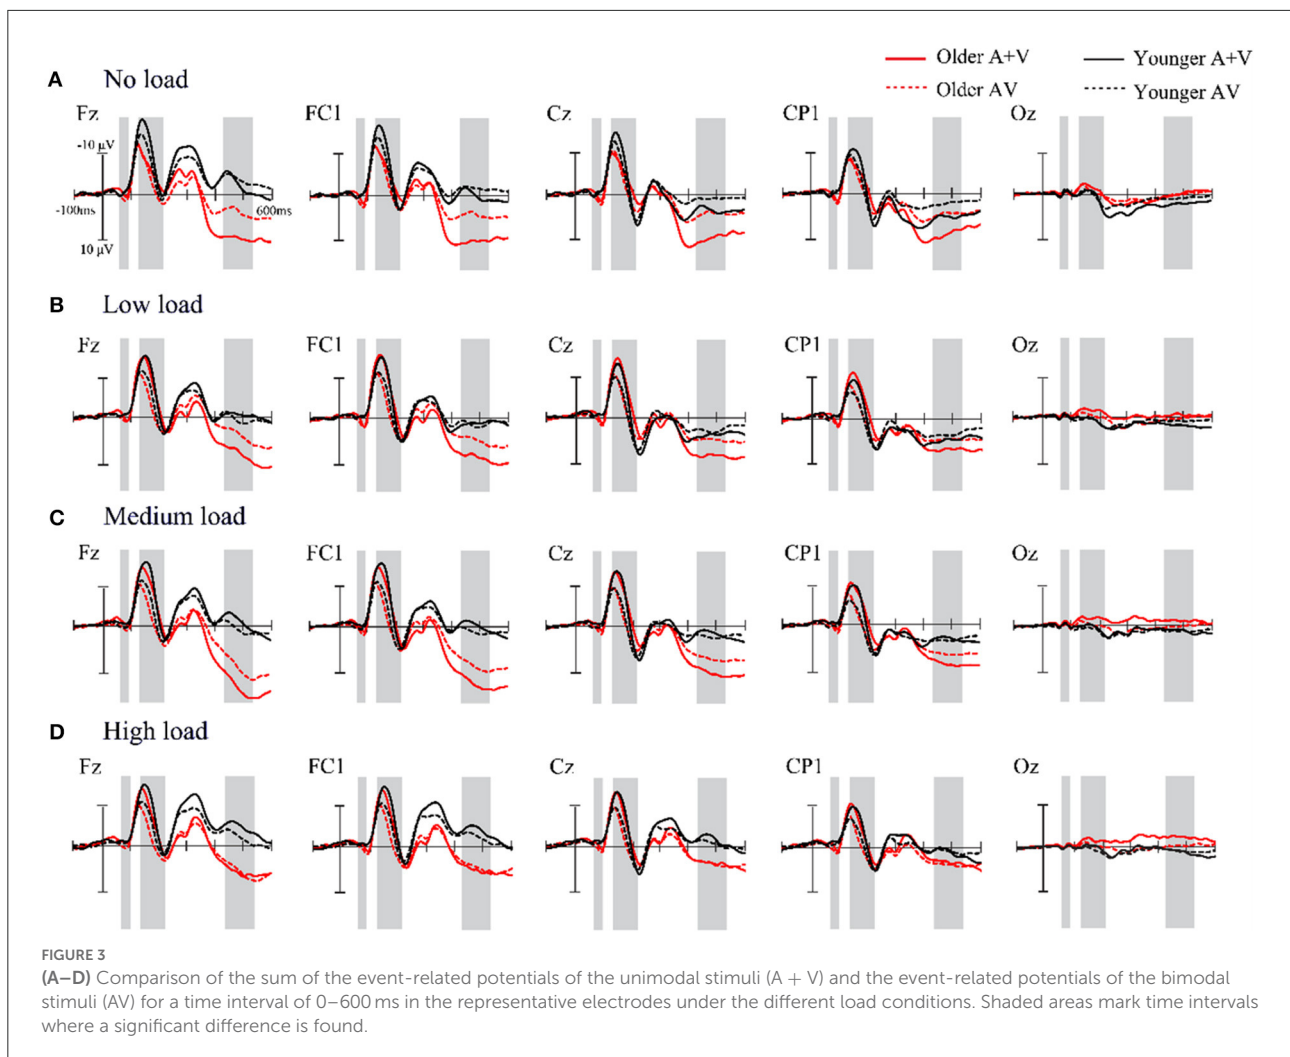 Older A+V
Younger A+V
Older AV
Younger AV
A No load
Fz
FC1
Cz
CP1
Oz
-10 µV
-100ms
600ms
10 µV
B Low load
Fz
FC1
Cz
CP1
Oz
C Medium load
Fz
FC1
Cz
CP1
Oz
D High load
Fz
FC1
Cz
CP1
Oz
FIGURE 3
(A–D) Comparison of the sum of the event-related potentials of the unimodal stimuli (A + V) and the event-related potentials of the bimodal
stimuli (AV) for a time interval of 0–600 ms in the representative electrodes under the different load conditions. Shaded areas mark time intervals
where a significant difference is found.